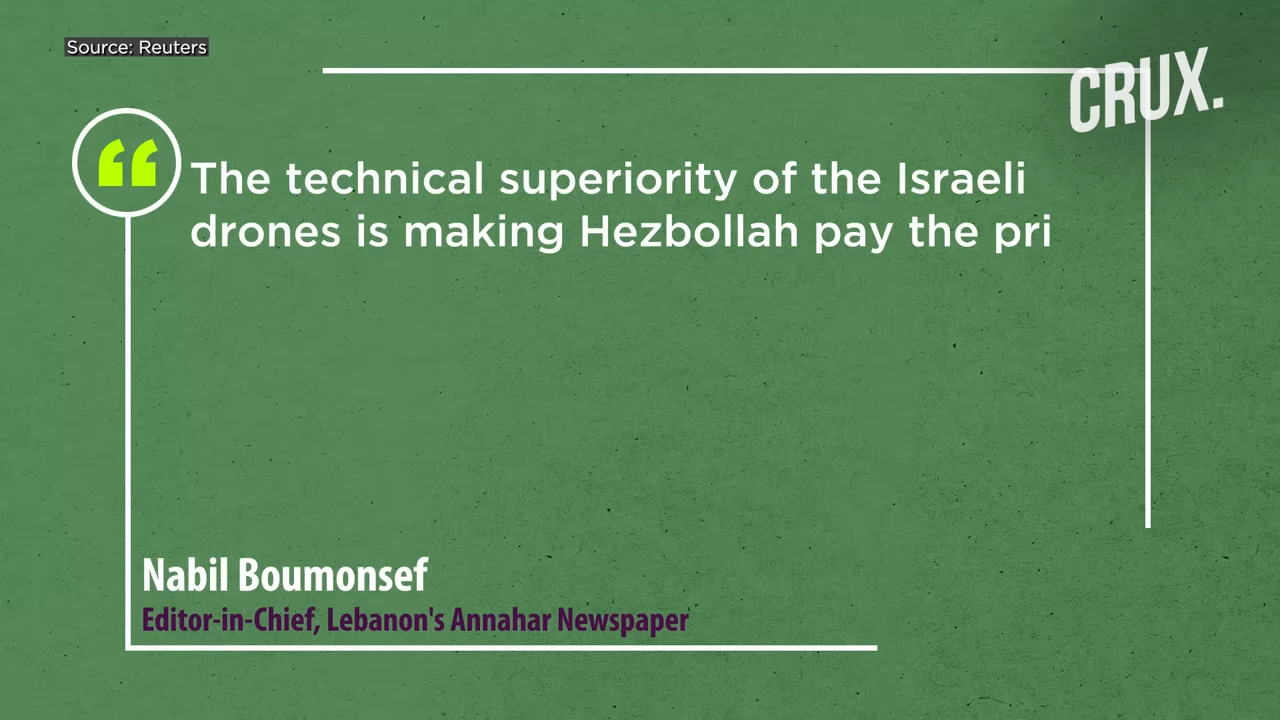 Source: Reuters
CRUX.
“
The technical superiority of the Israeli
drones is making Hezbollah pay the pri
Nabil Boumonsef
Editor-in-Chief, Lebanon's Annahar Newspaper